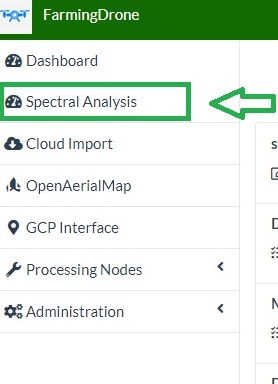 FarmingDrone
Dashboard
Spectral Analysis
Cloud Import
OpenAerialMap
GCP Interface
Processing Nodes
Administration